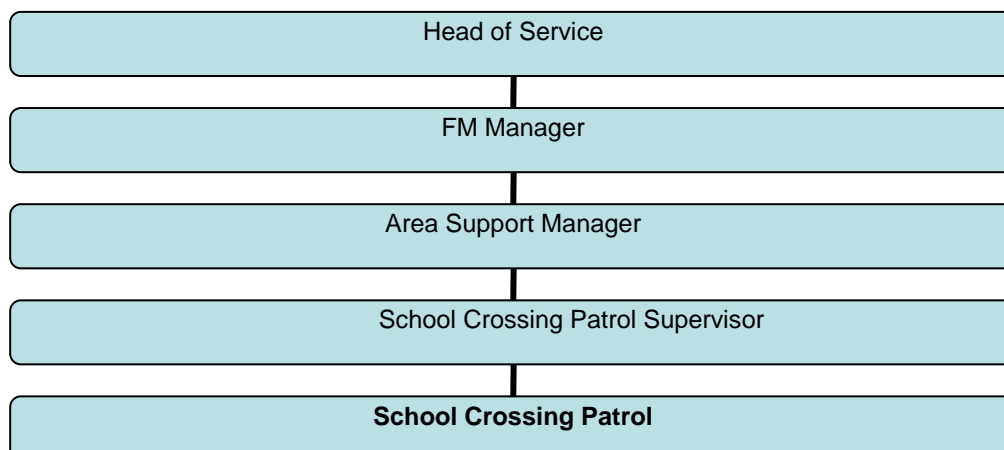 Head of Service
FM Manager
Area Support Manager
School Crossing Patrol Supervisor
School Crossing Patrol